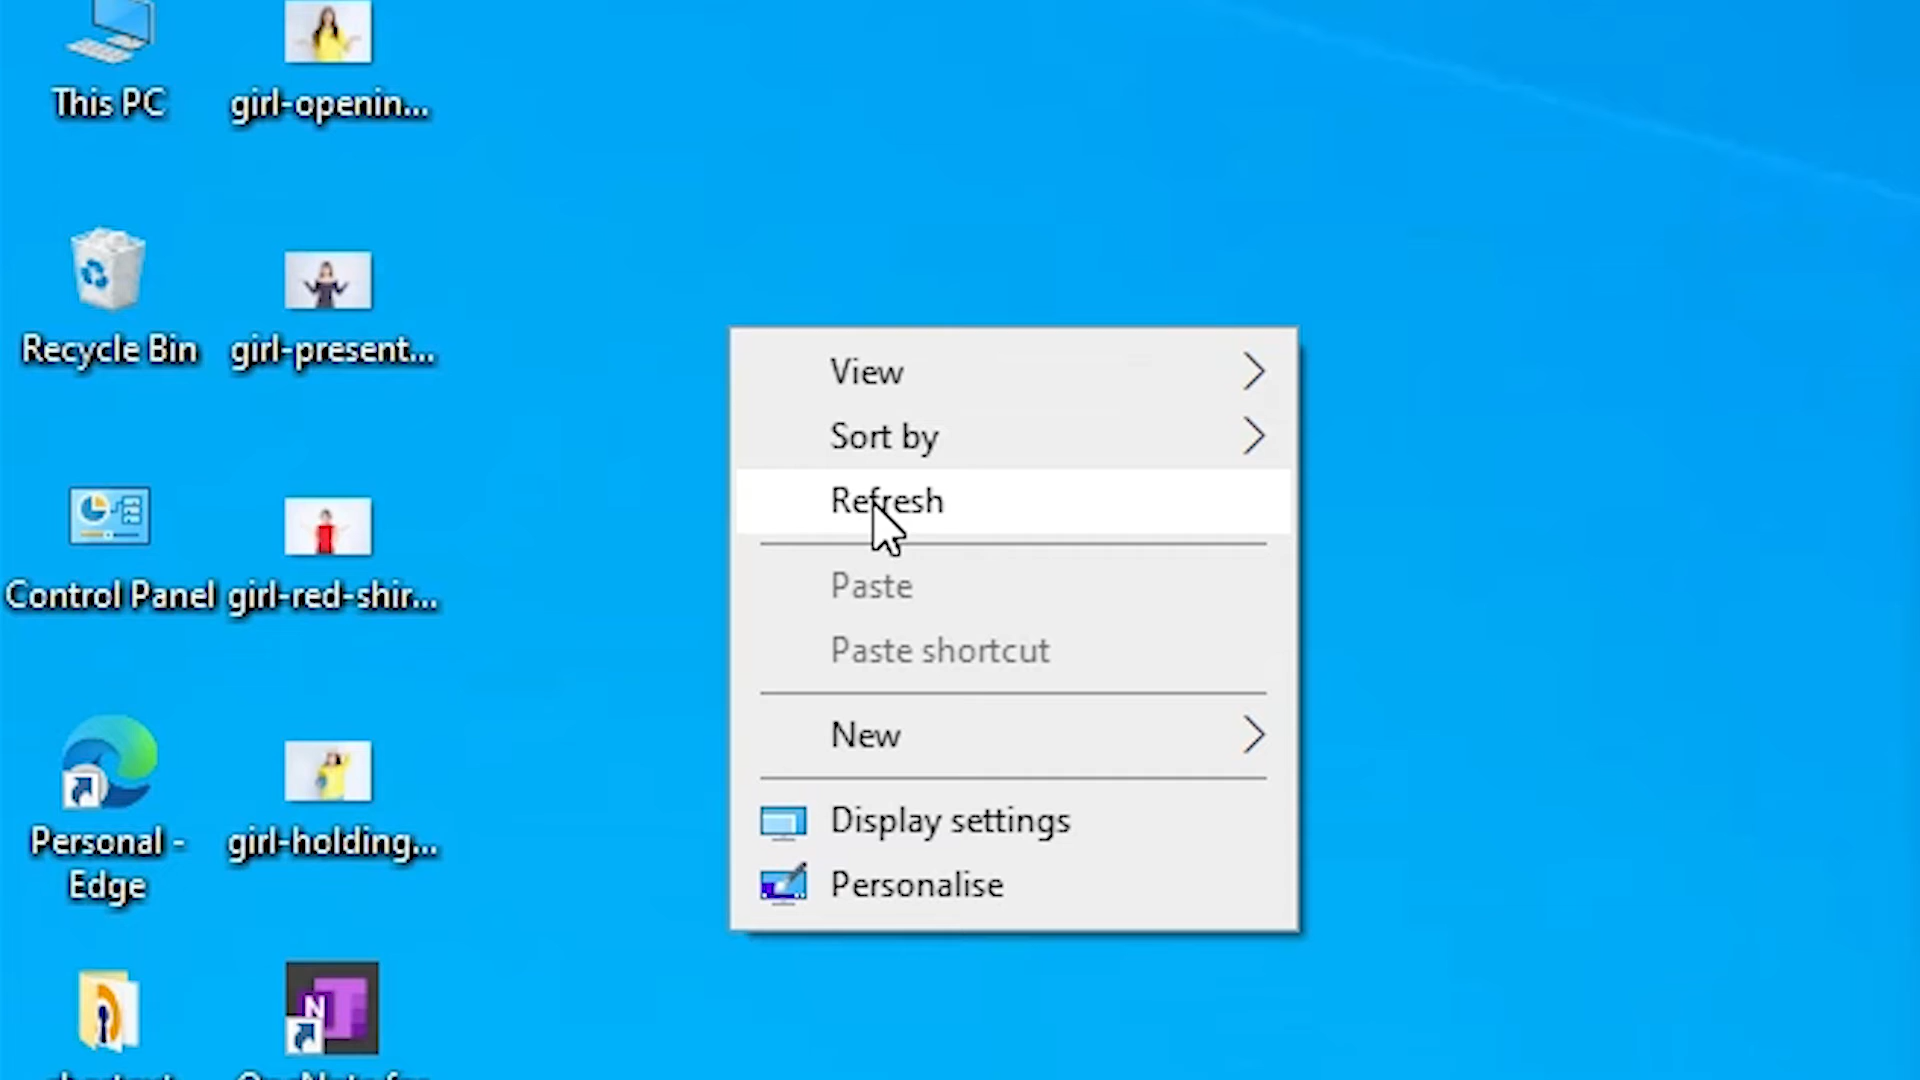 This PC
girl-openin...
Recycle Bin
girl-present...
Control Panel
girl-red-shir...
Personal -
Edge
girl-holding...
View
Sort by
Refresh
Paste
Paste shortcut
New
Display settings
Personalise
N